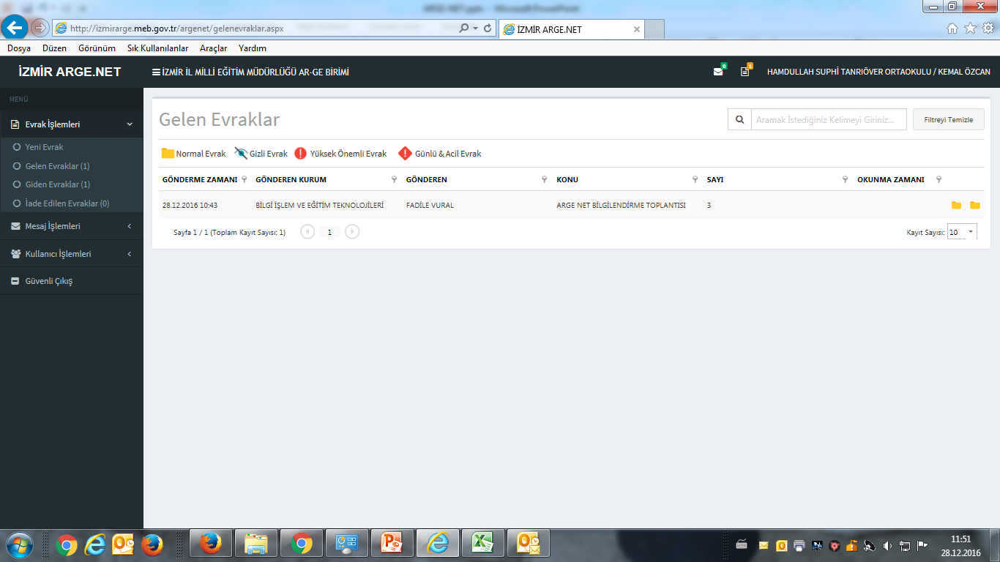 ARGE NET.pptx - Microsoft PowerPoint
http://izmirarge.meb.gov.tr/argenet/gelenevraklar.aspx
İZMİR ARGE.NET
Dosya Düzen Görünüm Sık Kullanılanlar Araçlar Yardım
İZMİR ARGE.NET
İZMİR İL MİLLİ EĞİTİM MÜDÜRLÜĞÜ AR-GE BİRİMİ
0
1
HAMDULLAH SUPHİ TANRIÖVER ORTAOKULU / KEMAL ÖZCAN
MENÜ
Evrak İşlemleri
Yeni Evrak
Gelen Evraklar (1)
Giden Evraklar (1)
İade Edilen Evraklar (0)
Mesaj İşlemleri
Kullanıcı İşlemleri
Güvenli Çıkış
Gelen Evraklar
Aramak İstediğiniz Kelimeyi Giriniz...
Filtreyi Temizle
Normal Evrak Gizli Evrak Yüksek Önemli Evrak Günlü & Acil Evrak
GÖNDERME ZAMANI GÖNDEREN KURUM GÖNDEREN KONU SAYI OKUNMA ZAMANI
28.12.2016 10:43 BİLGİ İŞLEM VE EĞİTİM TEKNOLOJİLERİ FADİLE VURAL ARGE NET BİLGİLENDİRME TOPLANTISI 3
Sayfa 1 / 1 (Toplam Kayıt Sayısı: 1) 1 Kayıt Sayısı: 10
11:51
28.12.2016